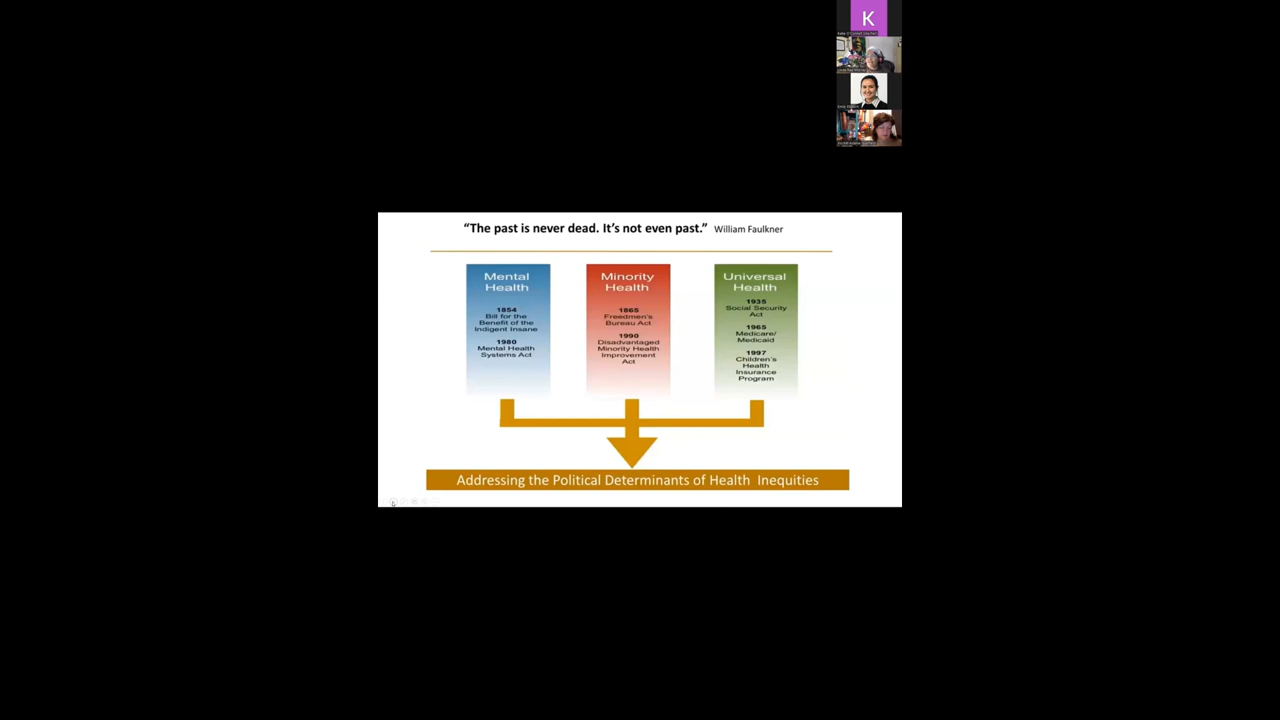 K
“The past is never dead. It’s not even past.” William Faulkner
Mental
Health
1854
Bill for the
Benefit of the
Indigent Insane
1980
Mental Health
Systems Act
Minority
Health
1865
Freedmen's
Bureau Act
1990
Disadvantaged
Minority Health
Improvement
Act
Universal
Health
1935
Social Security
Act
1965
Medicare/
Medicaid
1997
Children's
Health
Insurance
Program
Addressing the Political Determinants of Health Inequities